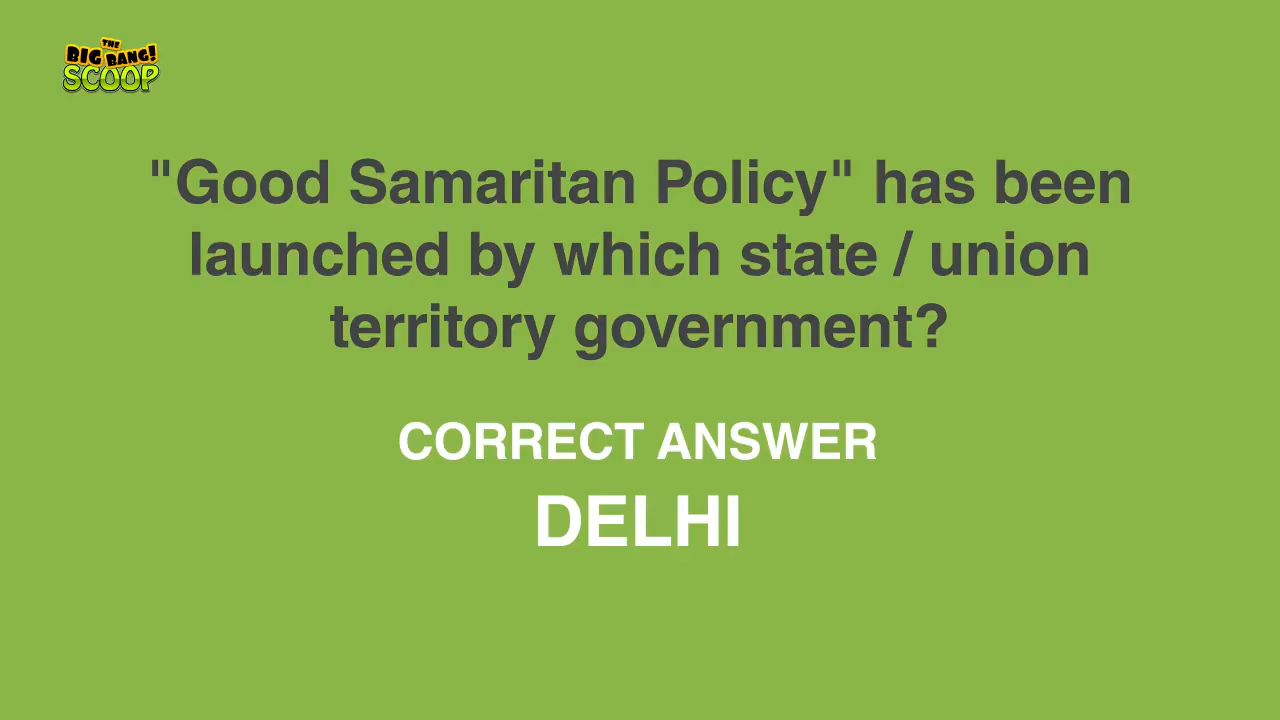 THE
BIG BANG!
SCOOP
"Good Samaritan Policy" has been
launched by which state / union
territory government?
CORRECT ANSWER
DELHI